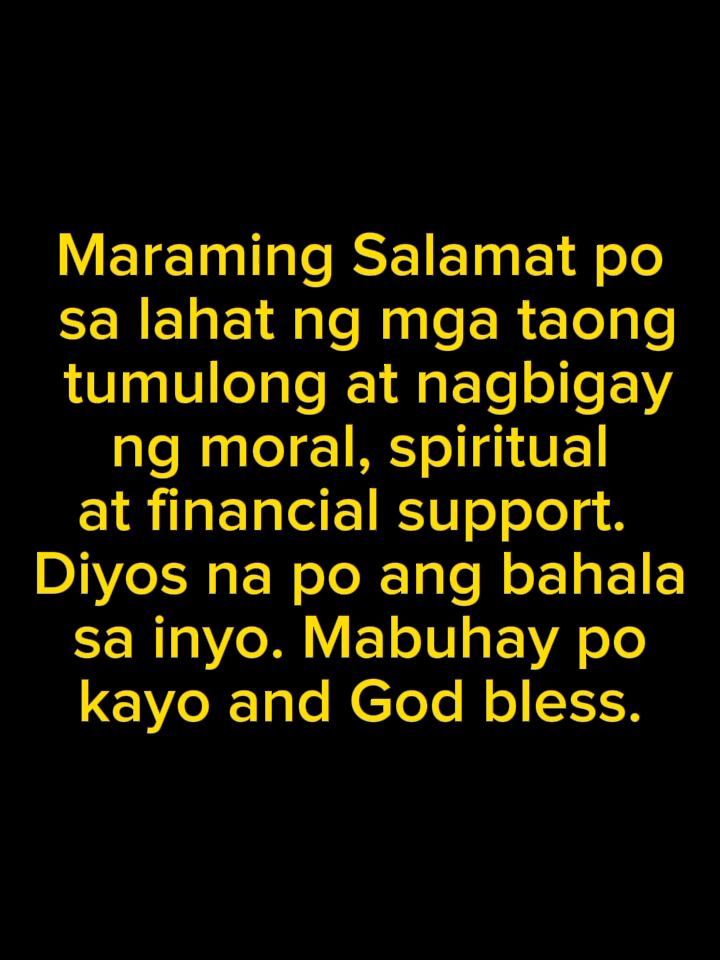 Maraming Salamat po
sa lahat ng mga taong
tumulong at nagbigay
ng moral, spiritual
at financial support.
Diyos na po ang bahala
sa inyo. Mabuhay po
kayo and God bless.